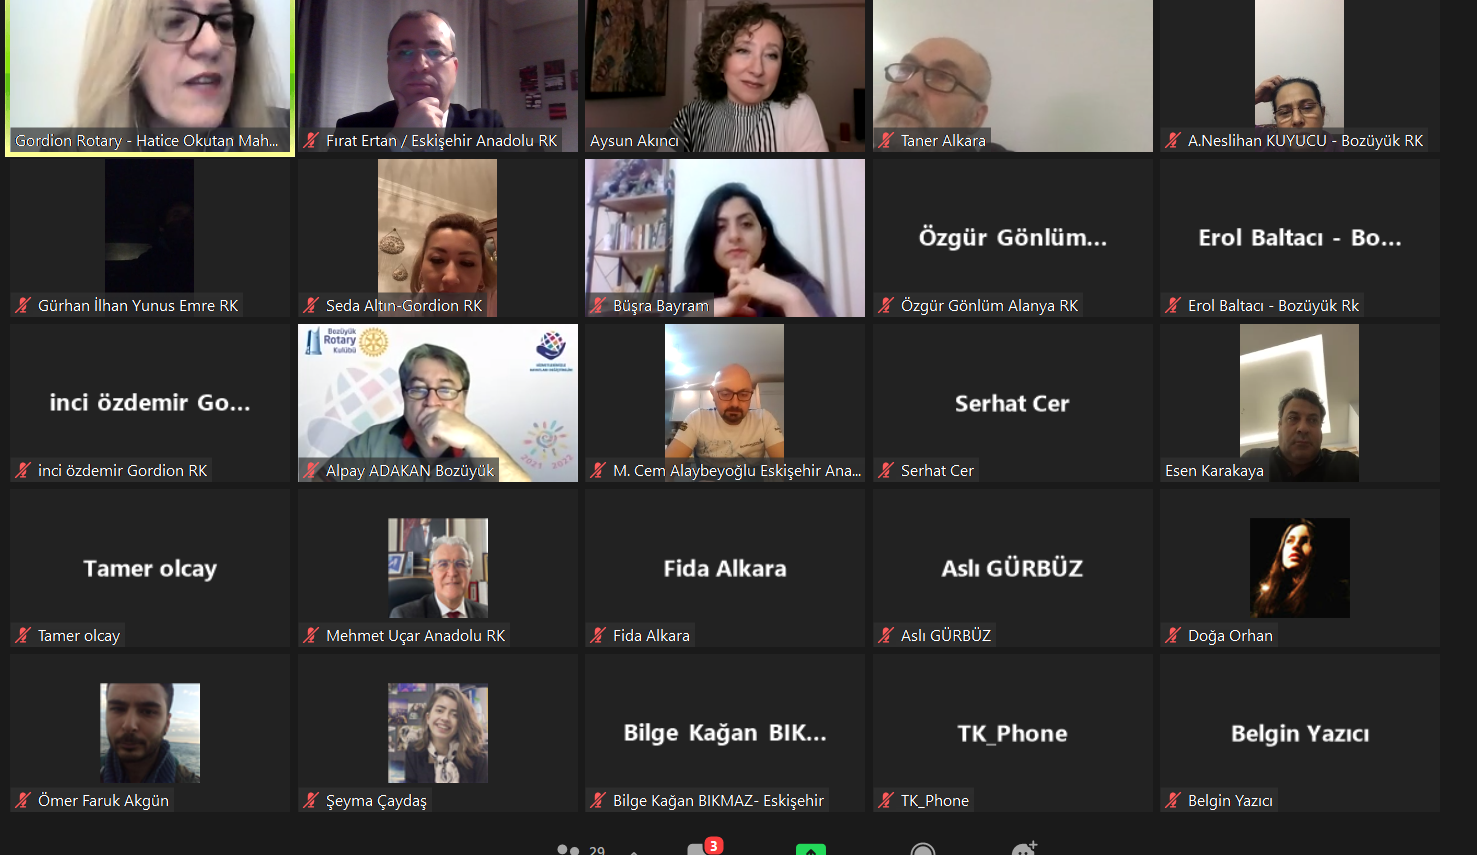 Gordion Rotary - Hatice Okutan Mah...
Fırat Ertan / Eskişehir Anadolu RK
Aysun Akıncı
Taner Alkara
A.Neslihan KUYUCU - Bozüyük RK
Gürhan İlhan Yunus Emre RK
Seda Altın-Gordion RK
Büşra Bayram
Özgür Gönlüm...
Özgür Gönlüm Alanya RK
Erol Baltacı - Bo...
Erol Baltacı - Bozüyük Rk
inci özdemir Go...
inci özdemir Gordion RK
Bozüyük
Rotary
Kulübü
2021 2022
Alpay ADAKAN Bozüyük
M. Cem Alaybeyoğlu Eskişehir Ana...
Serhat Cer
Serhat Cer
Esen Karakaya
Tamer olcay
Tamer olcay
Mehmet Uçar Anadolu RK
Fida Alkara
Fida Alkara
Aslı GÜRBÜZ
Aslı GÜRBÜZ
Doğa Orhan
Ömer Faruk Akgün
Şeyma Çaydaş
Bilge Kağan BIK...
Bilge Kağan BIKMAZ- Eskişehir
TK_Phone
TK_Phone
Belgin Yazıcı
Belgin Yazıcı
29
3